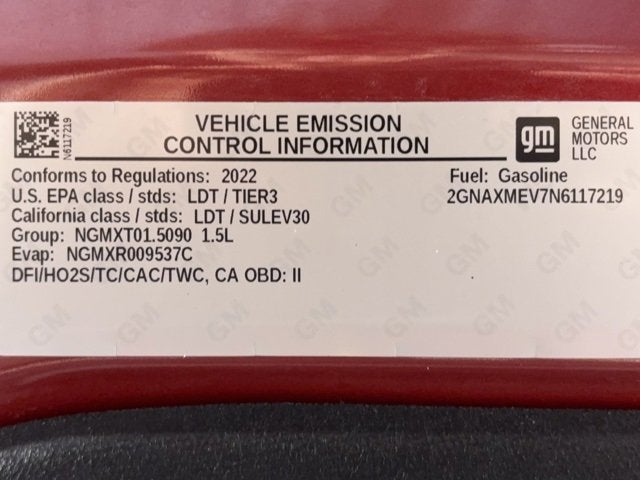 N6117219
VEHICLE EMISSION
CONTROL INFORMATION
gm
GENERAL
MOTORS
LLC
Conforms to Regulations: 2022
U.S. EPA class / stds: LDT / TIER3
California class / stds: LDT / SULEV30
Group: NGMXT01.5090 1.5L
Evap: NGMXR009537C
DFI/HO2S/TC/CAC/TWC, CA OBD: II
Fuel: Gasoline
2GNAXMEV7N6117219